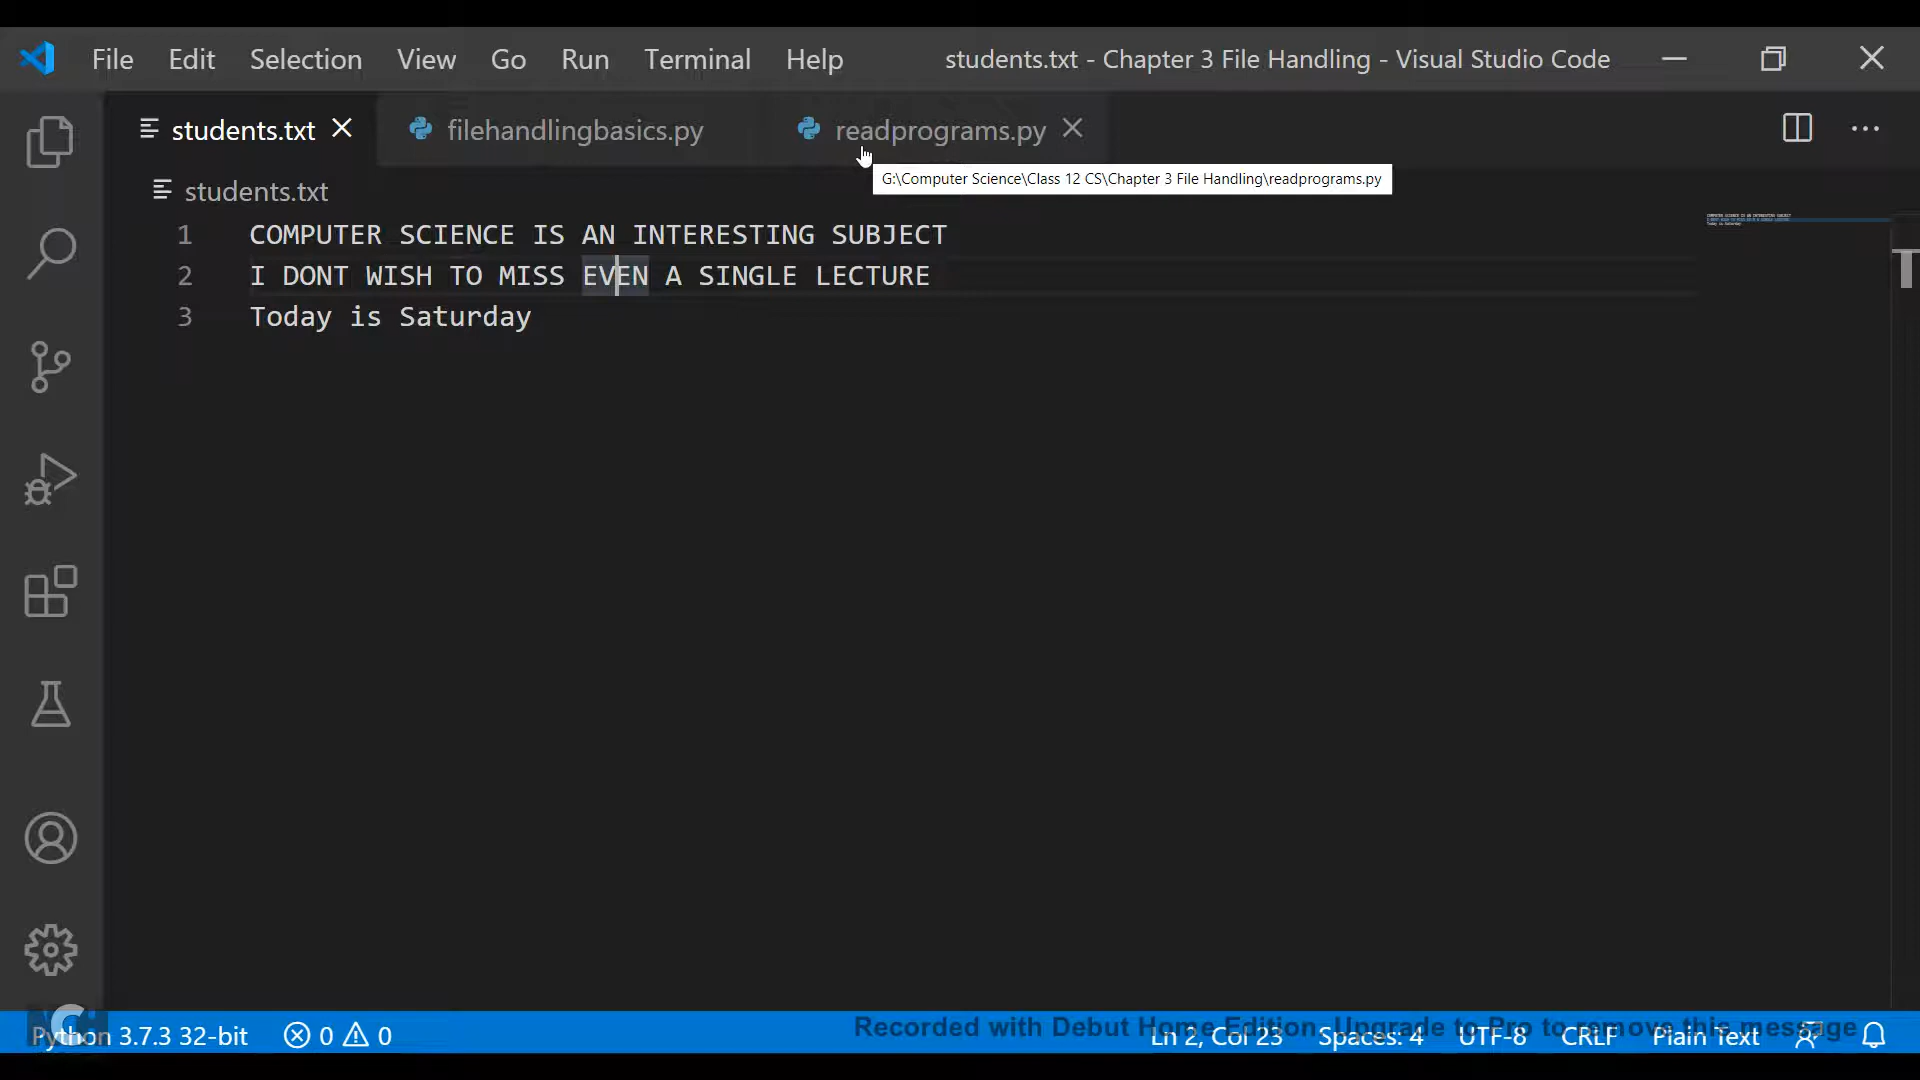 File Edit Selection View Go Run Terminal Help students.txt - Chapter 3 File Handling - Visual Studio Code
students.txt filehandlingbasics.py readprograms.py
G:\Computer Science\Class 12 CS\Chapter 3 File Handling\readprograms.py
students.txt
1 COMPUTER SCIENCE IS AN INTERESTING SUBJECT
2 I DONT WISH TO MISS EVEN A SINGLE LECTURE
3 Today is Saturday
Recorded with Debut Home Edition. Upgrade to Pro to remove this message
Python 3.7.3 32-bit 0 0 Ln 2, Col 23 Spaces: 4 UTF-8 CRLF Plain Text